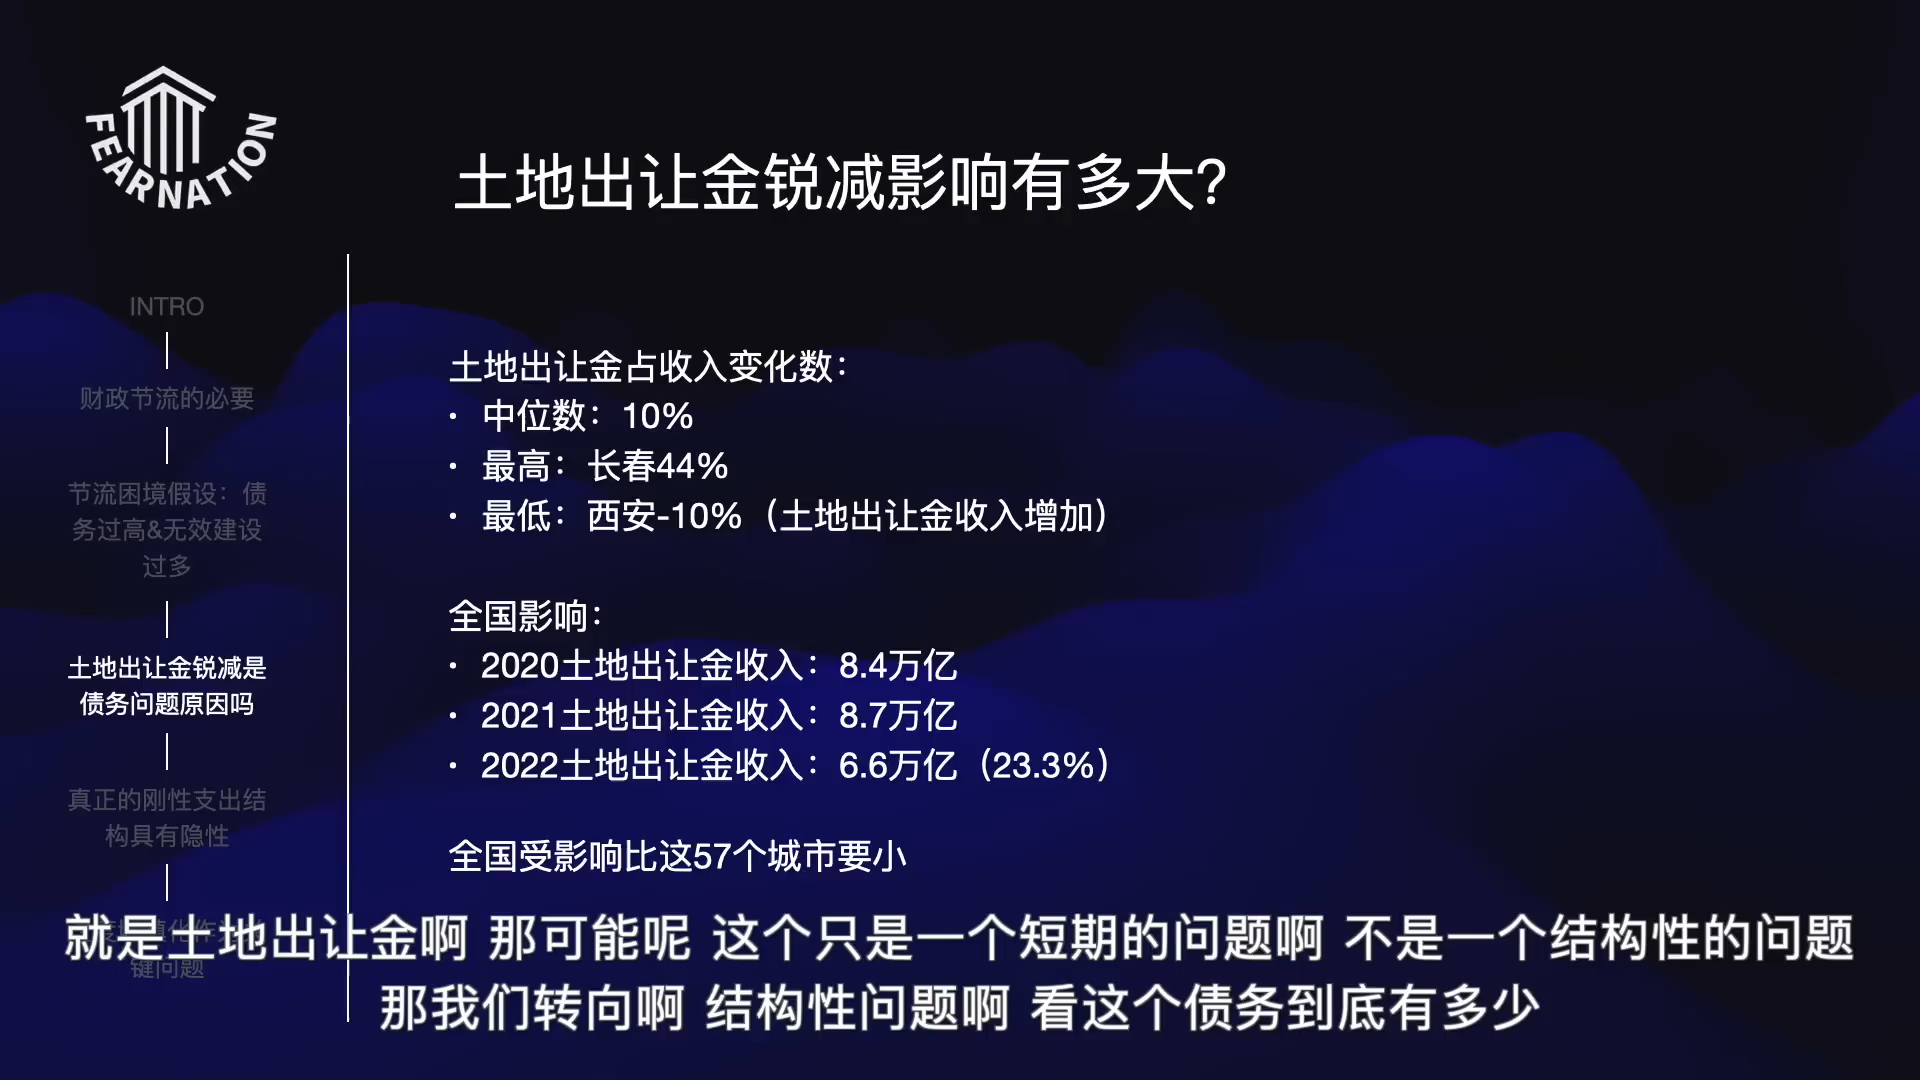 FEARNATION
土地出让金锐减影响有多大?
INTRO
财政节流的必要
节流困境假设：债
务过高&无效建设
过多
土地出让金锐减是
债务问题原因吗
真正的刚性支出结
构具有隐性
键问题
土地出让金占收入变化数：
· 中位数：10%
· 最高：长春44%
· 最低：西安-10%（土地出让金收入增加）
全国影响：
· 2020土地出让金收入：8.4万亿
· 2021土地出让金收入：8.7万亿
· 2022土地出让金收入：6.6万亿（23.3%）
全国受影响比这57个城市要小
就是土地出让金啊 那可能呢 这个只是一个短期的问题啊 不是一个结构性的问题
那我们转向啊 结构性问题啊 看这个债务到底有多少